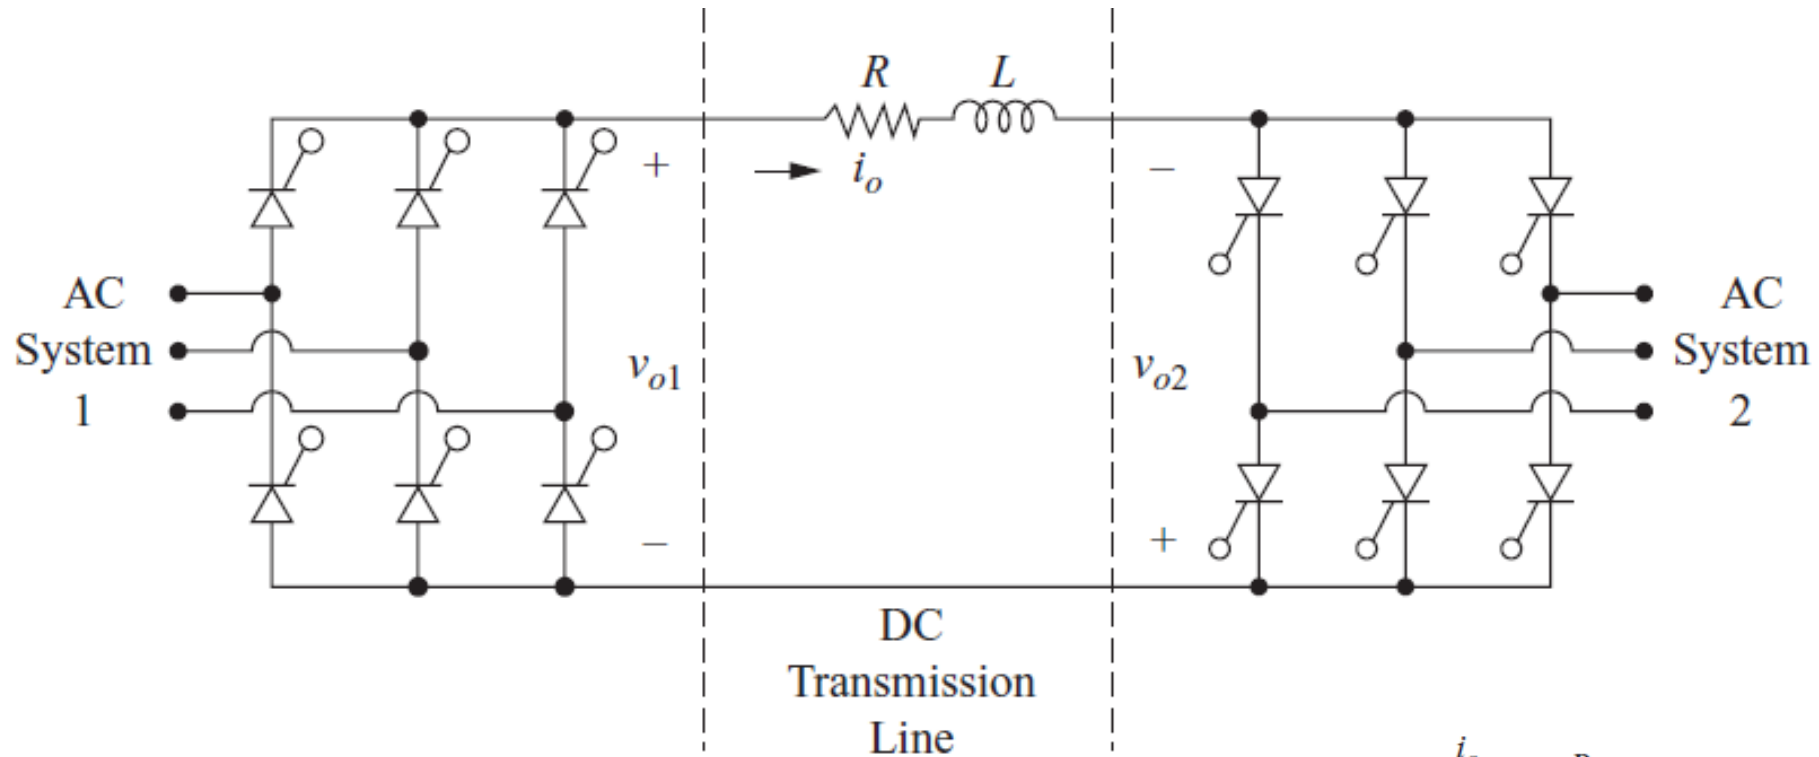 R L
+ i_o −
AC
System
1
v_o1
v_o2
AC
System
2
− +
DC
Transmission
Line